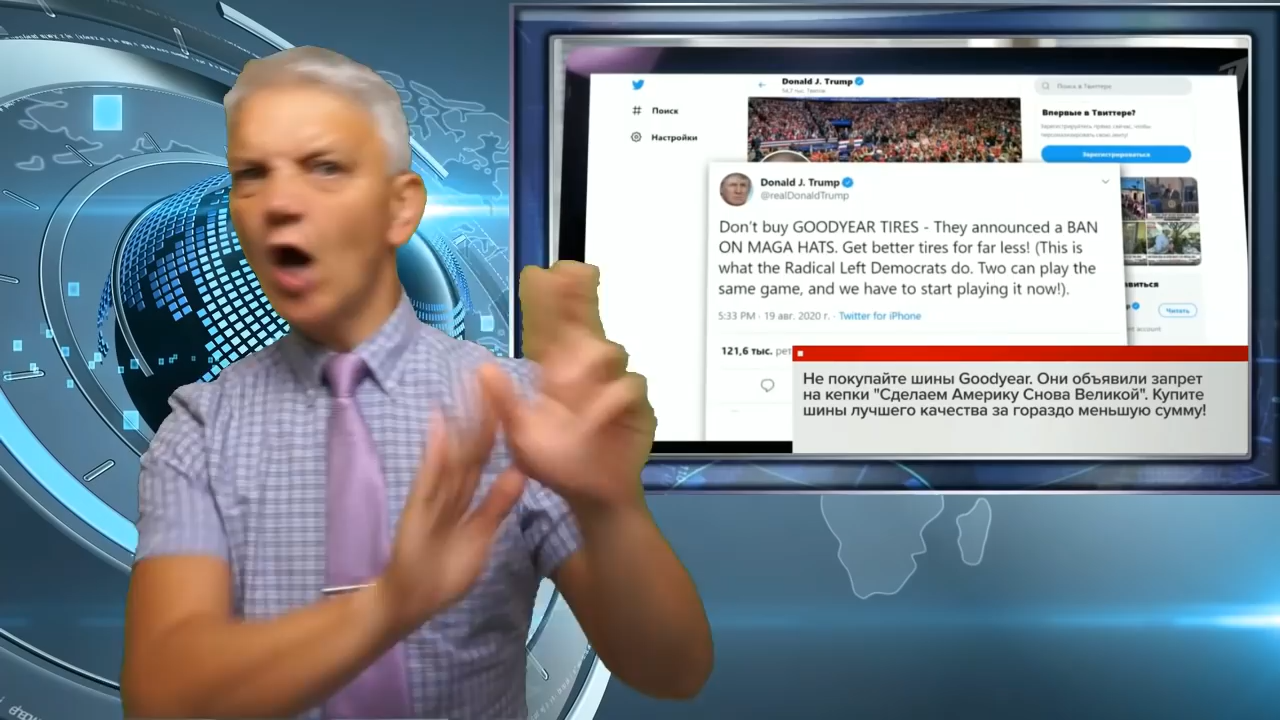 Donald J. Trump
Поиск
Настройки
Поиск в Твиттере
Впервые в Твиттере?
Зарегистрироваться
Donald J. Trump
@realDonaldTrump
Don't buy GOODYEAR TIRES - They announced a BAN
ON MAGA HATS. Get better tires for far less! (This is
what the Radical Left Democrats do. Two can play the
same game, and we have to start playing it now!).
5:33 PM · 19 авг. 2020 г. · Twitter for iPhone
121,6 тыс. рет
Читать
Не покупайте шины Goodyear. Они объявили запрет
на кепки "Сделаем Америку Снова Великой". Купите
шины лучшего качества за гораздо меньшую сумму!